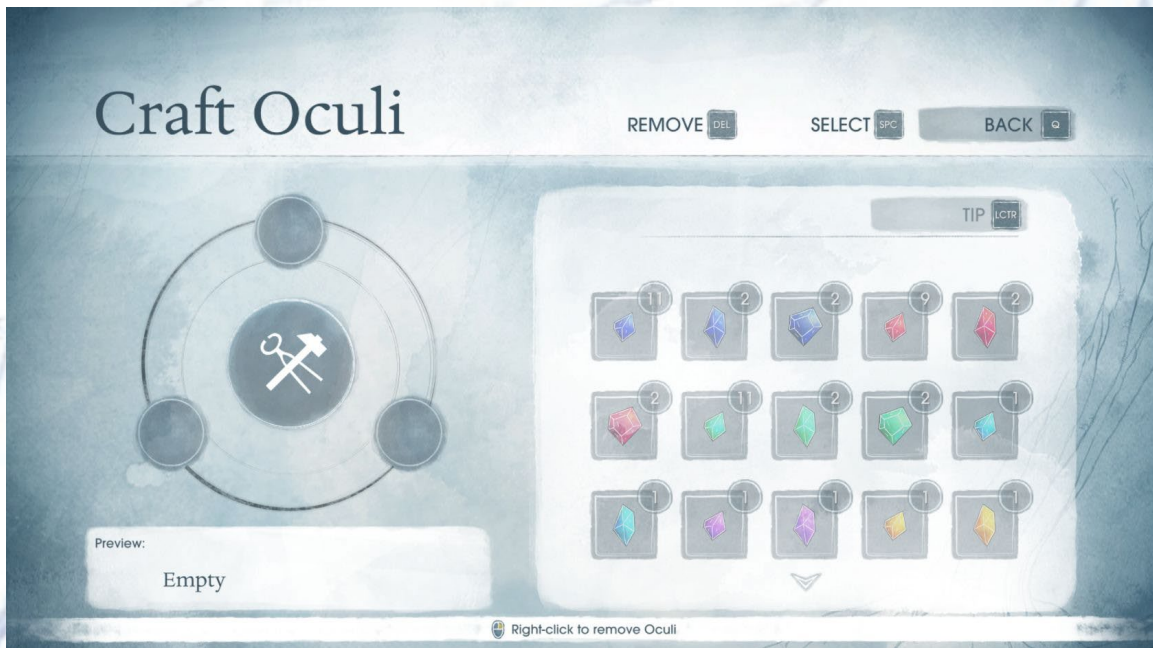 Craft Oculi
REMOVE DEL
SELECT SPC
BACK Q
TIP LCTR
11 2 2 9 2
2 11 2 2 1
1 1 1 1 1
Preview:
Empty
Right-click to remove Oculi